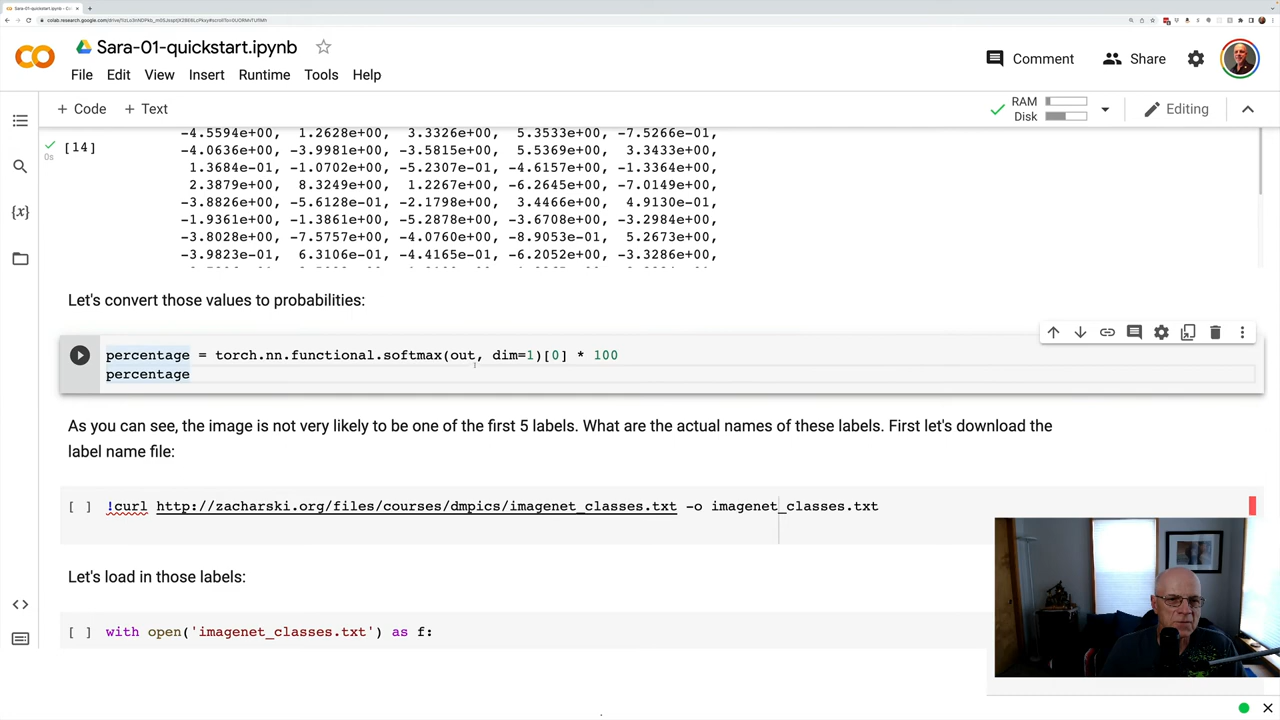 Sara-01-quickstart.ipynb
colab.research.google.com
Sara-01-quickstart.ipynb
File Edit View Insert Runtime Tools Help
Comment
Share
+ Code + Text
RAM
Disk
Editing
[14]
0s
-4.5594e+00, 1.2628e+00, 3.3326e+00, 5.3533e+00, -7.5266e-01,
-4.0636e+00, -3.9981e+00, -3.5815e+00, 5.5369e+00, 3.3433e+00,
1.3684e-01, -1.0702e+00, -5.2307e-01, -4.6157e+00, -1.3364e+00,
2.3879e+00, 8.3249e+00, 1.2267e+00, -6.2645e+00, -7.0149e+00,
-3.8826e+00, -5.6128e-01, -2.1798e+00, 3.4466e+00, 4.9130e-01,
-1.9361e+00, -1.3861e+00, -5.2878e+00, -3.6708e+00, -3.2984e+00,
-3.8028e+00, -7.5757e+00, -4.0760e+00, -8.9053e-01, 5.2673e+00,
-3.9823e-01, 6.3106e-01, -4.4165e-01, -6.2052e+00, -3.3286e+00,
Let's convert those values to probabilities:
percentage = torch.nn.functional.softmax(out, dim=1)[0] * 100
percentage
As you can see, the image is not very likely to be one of the first 5 labels. What are the actual names of these labels. First let's download the
label name file:
[ ] !curl http://zacharski.org/files/courses/dmpics/imagenet_classes.txt -o imagenet_classes.txt
Let's load in those labels:
[ ] with open('imagenet_classes.txt') as f: